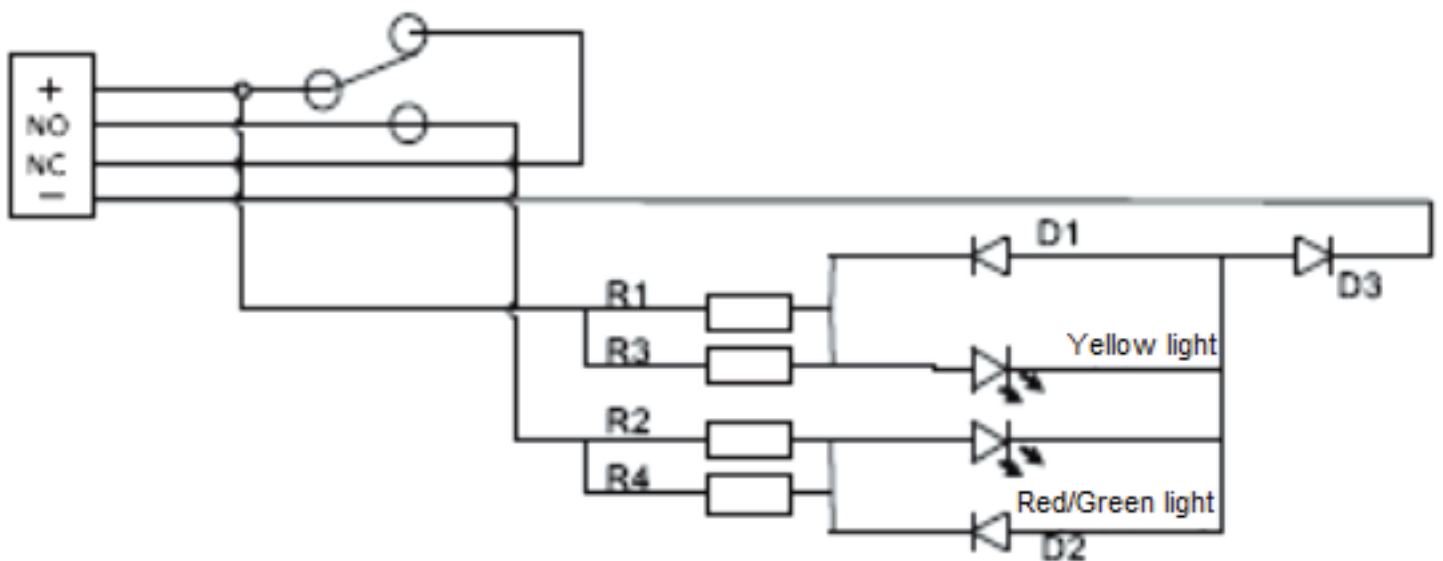 +
NO
NC
−
D1
D3
R1
R3
Yellow light
R2
R4
Red/Green light
D2